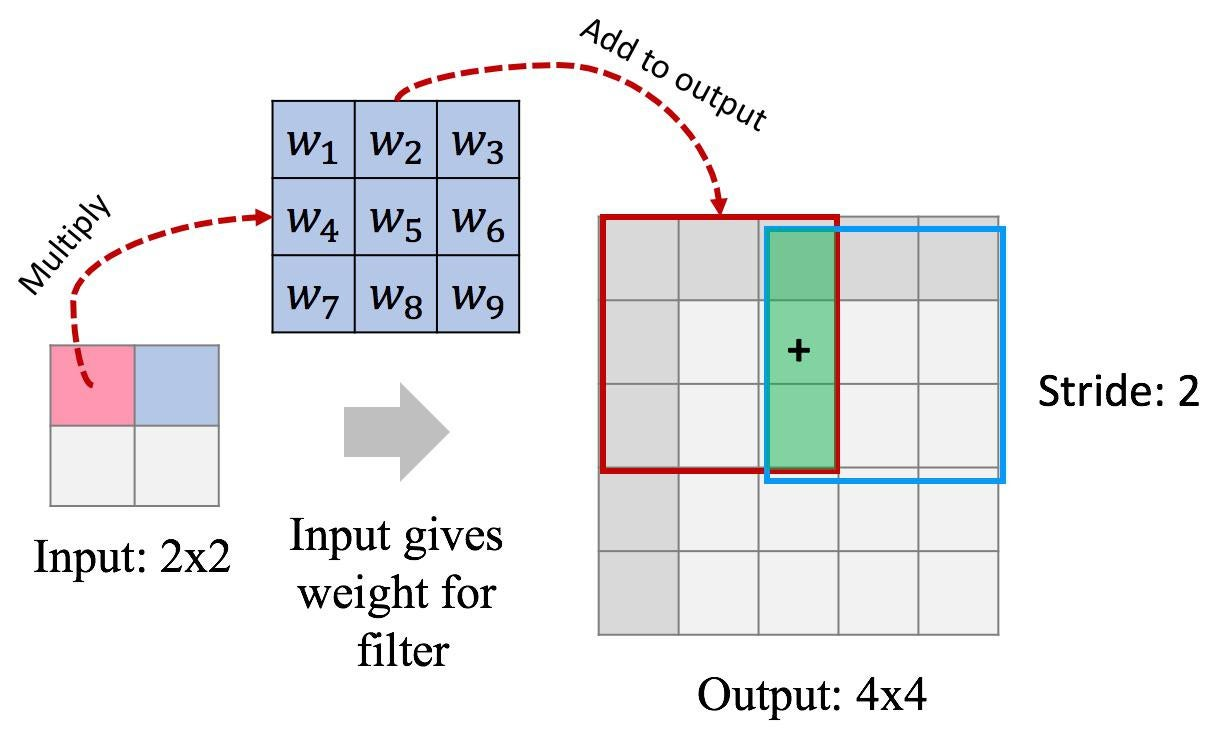 Add to output
w1 w2 w3
w4 w5 w6
w7 w8 w9
Multiply
+
Stride: 2
Input: 2x2
Input gives
weight for
filter
Output: 4x4